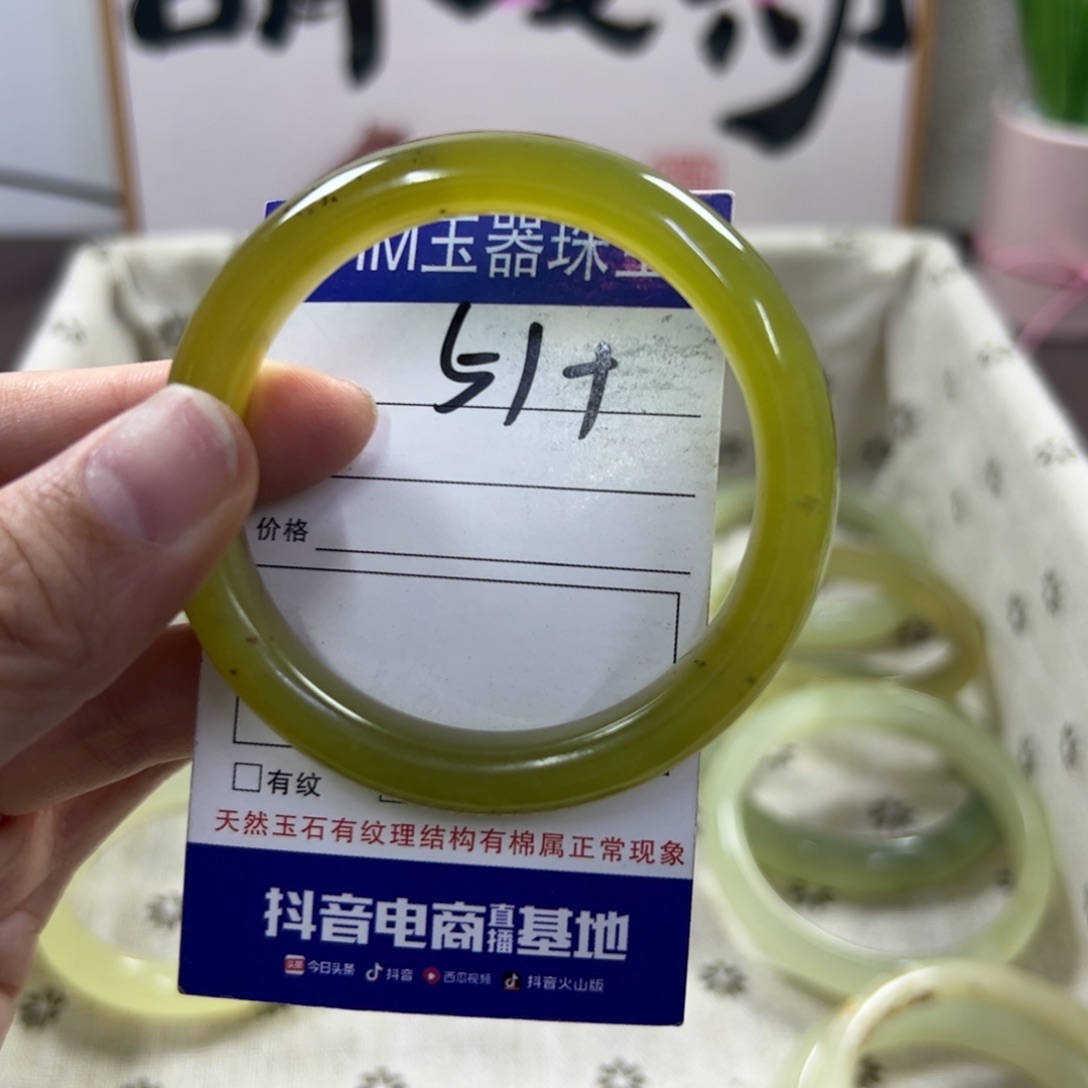 IM玉器珠宝
51+
价格
有纹
天然玉石有纹理结构有棉属正常现象
抖音电商直播基地
头条 今日头条 抖音 西瓜视频 抖音火山版